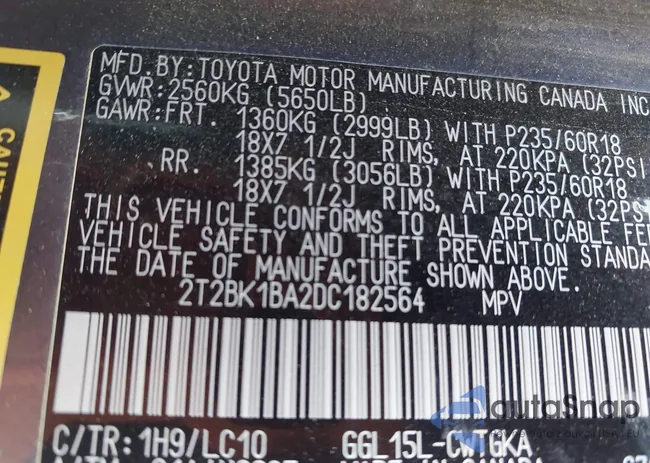 MFD.BY:TOYOTA MOTOR MANUFACTURING CANADA INC
GVWR:2560KG (5650LB)
GAWR:FRT. 1360KG (2999LB) WITH P235/60R18
18X7 1/2J RIMS, AT 220KPA (32PSI
RR. 1385KG (3056LB) WITH P235/60R18
18X7 1/2J RIMS, AT 220KPA (32PS
THIS VEHICLE CONFORMS TO ALL APPLICABLE FE
VEHICLE SAFETY AND THEFT PREVENTION STANDA
THE DATE OF MANUFACTURE SHOWN ABOVE.
2T2BK1BA2DC182564 MPV
C/TR:1H9/LC10 GGL15L-CWTGKA
autoSnap